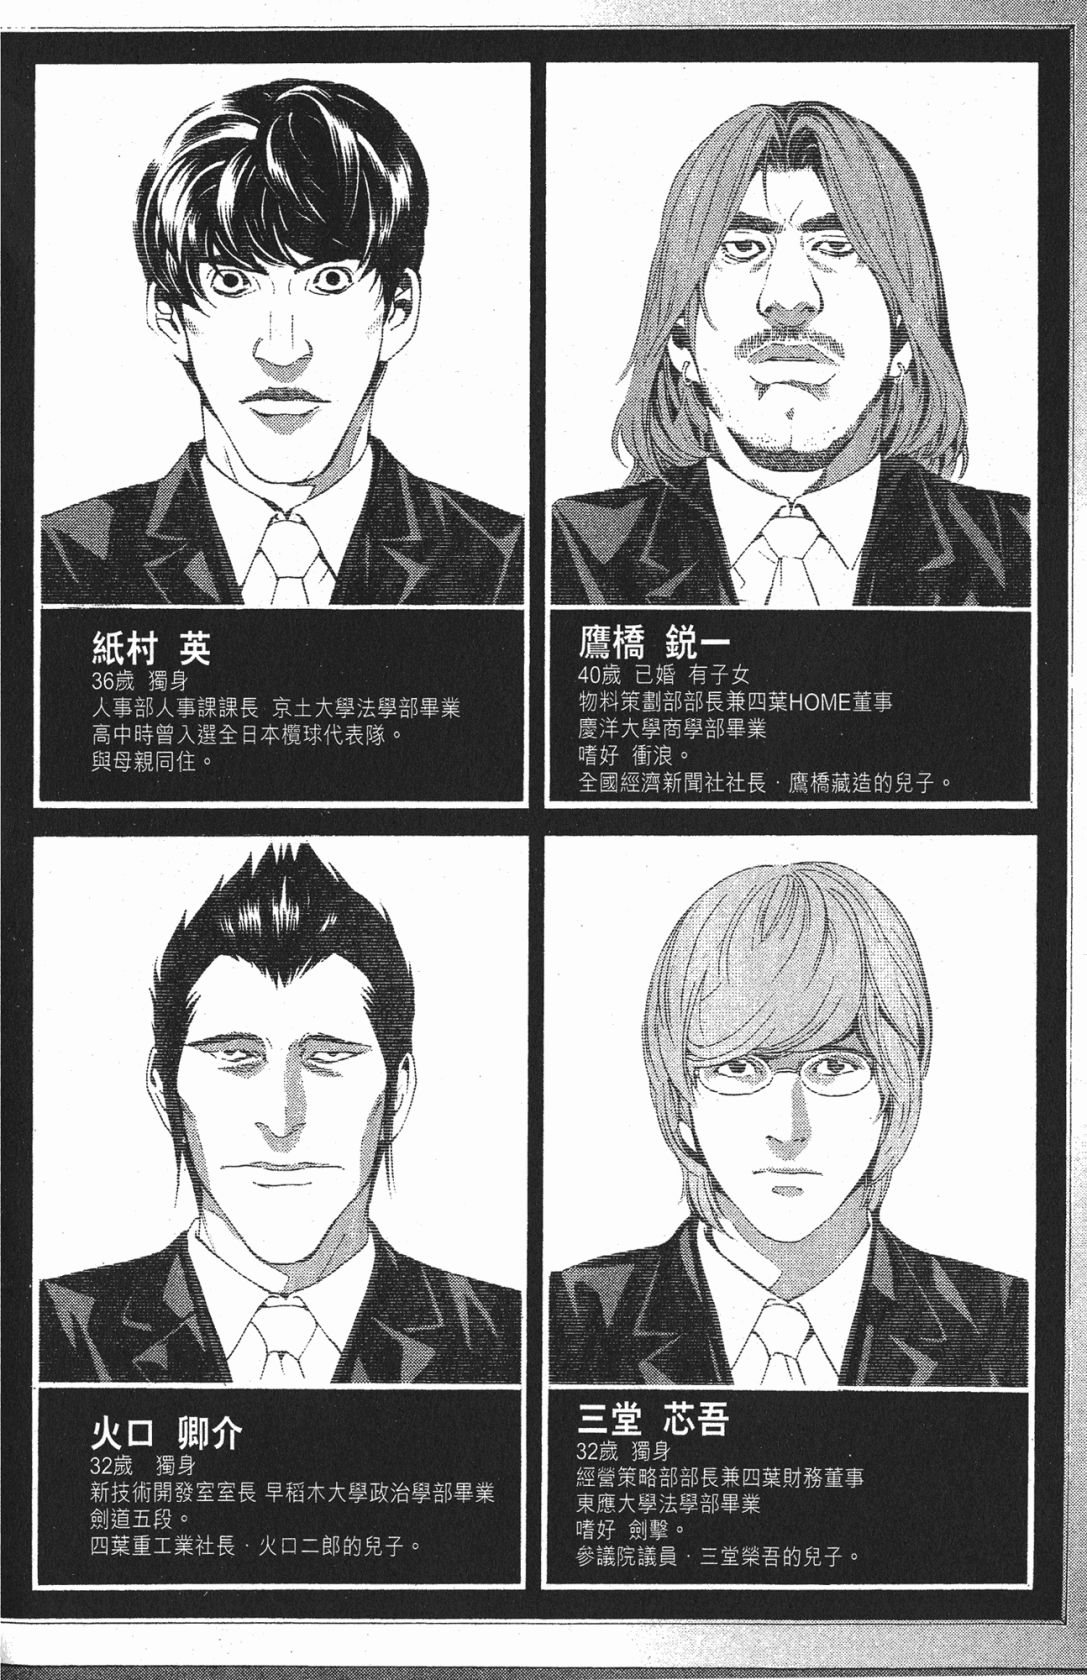 紙村 英
36歲 獨身
人事部人事課課長 京土大學法學部畢業
高中時曾入選全日本欖球代表隊。
與母親同住。
鷹橋 鋭一
40歲 已婚 有子女
物料策劃部部長兼四葉HOME董事
慶洋大學商學部畢業
嗜好 衝浪。
全國經濟新聞社社長‧鷹橋藏造的兒子。
火口 卿介
32歲 獨身
新技術開發室室長 早稻木大學政治學部畢業
劍道五段。
四葉重工業社長‧火口二郎的兒子。
三堂 芯吾
32歲 獨身
經營策略部部長兼四葉財務董事
東應大學法學部畢業
嗜好 劍擊。
參議院議員‧三堂榮吾的兒子。